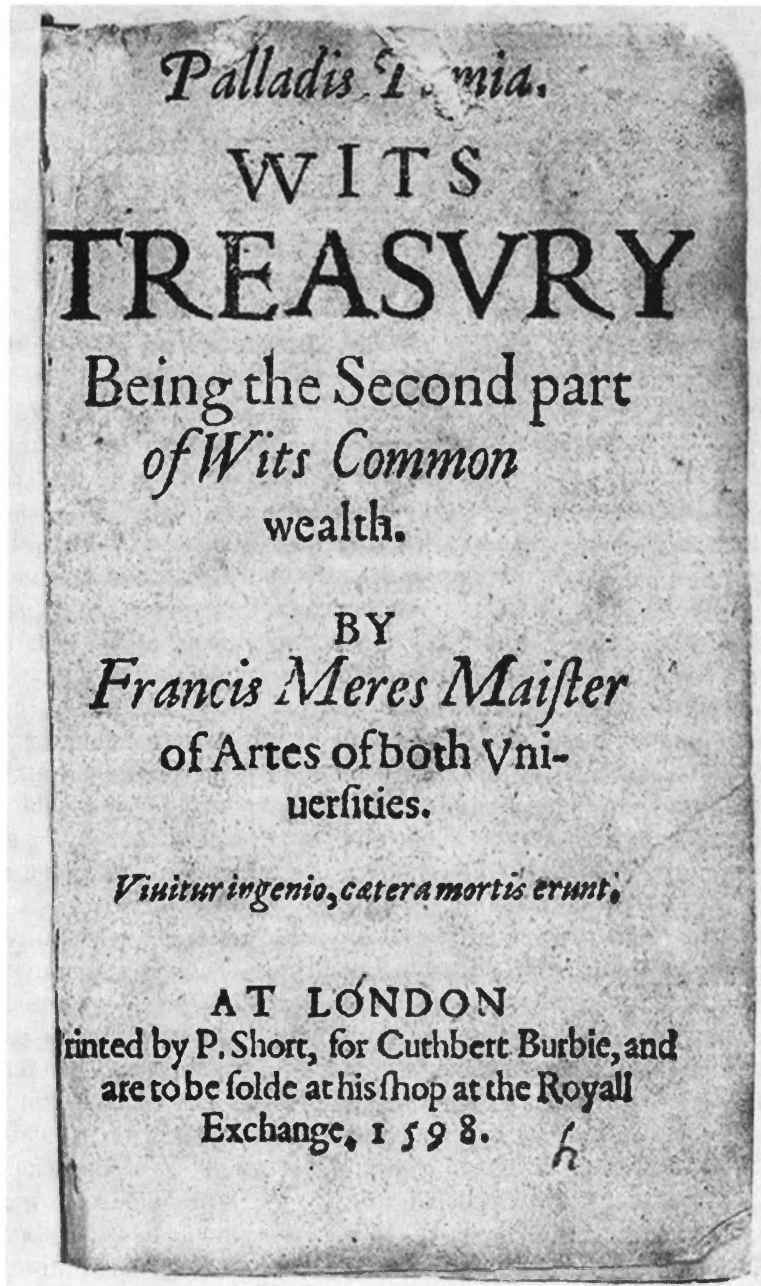 Palladis
WITS
TREASVRY
Being the Second part
of Wits Common
wealth.
BY
Francis Meres Maiſter
of Artes of both Vni-
uerſities.
Viuitur ingenio, cætera mortis erunt.
AT LONDON
rinted by P. Short, for Cuthbert Burbie, and
are to be ſolde at his ſhop at the Royall
Exchange, 1598.
h